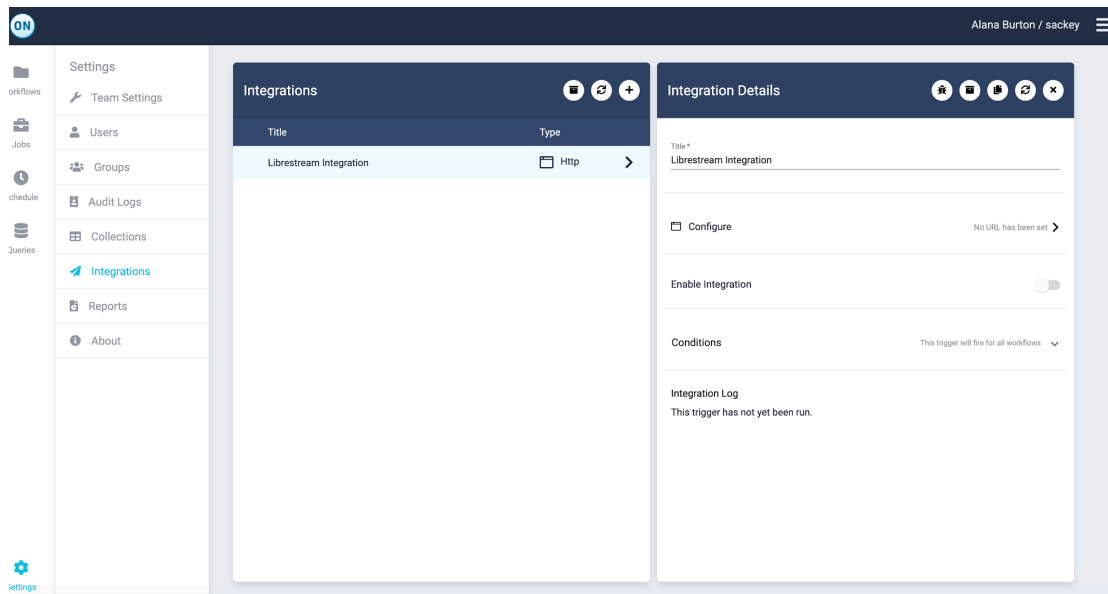 ON
Alana Burton / sackey
orkflows
Jobs
chedule
Queries
Settings
Settings
Team Settings
Users
Groups
Audit Logs
Collections
Integrations
Reports
About
Integrations
Title Type
Librestream Integration Http
Integration Details
Title *
Librestream Integration
Configure No URL has been set
Enable Integration
Conditions This trigger will fire for all workflows
Integration Log
This trigger has not yet been run.